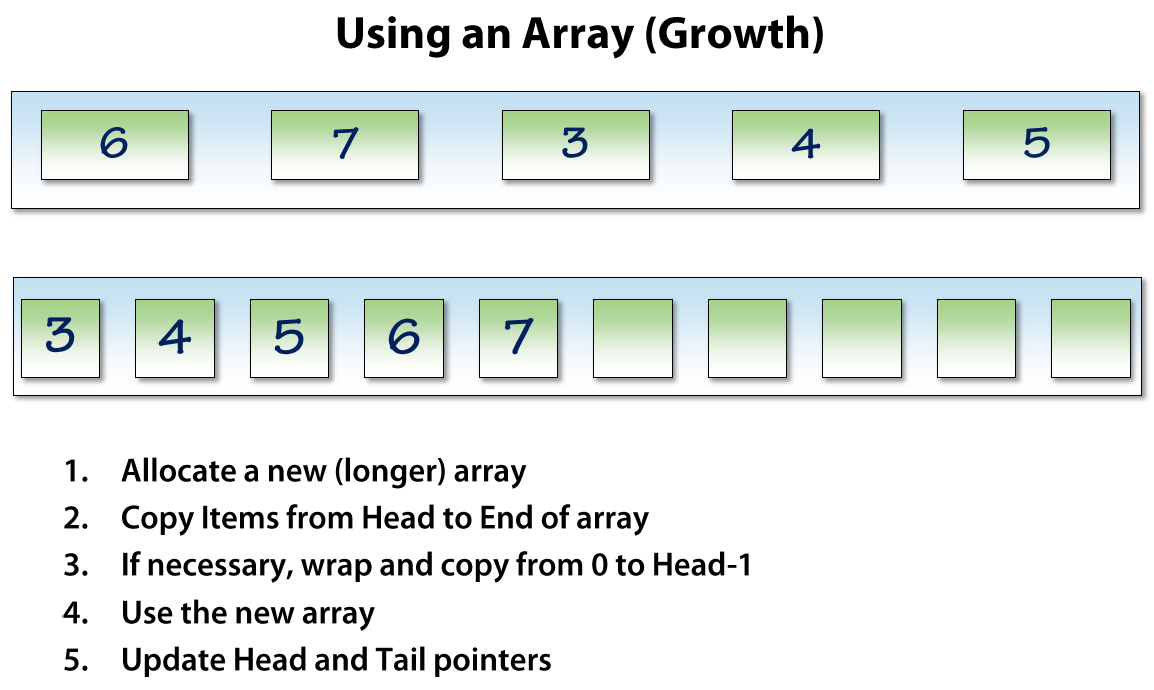 Using an Array (Growth)
6 7 3 4 5
3 4 5 6 7
1. Allocate a new (longer) array
2. Copy Items from Head to End of array
3. If necessary, wrap and copy from 0 to Head-1
4. Use the new array
5. Update Head and Tail pointers